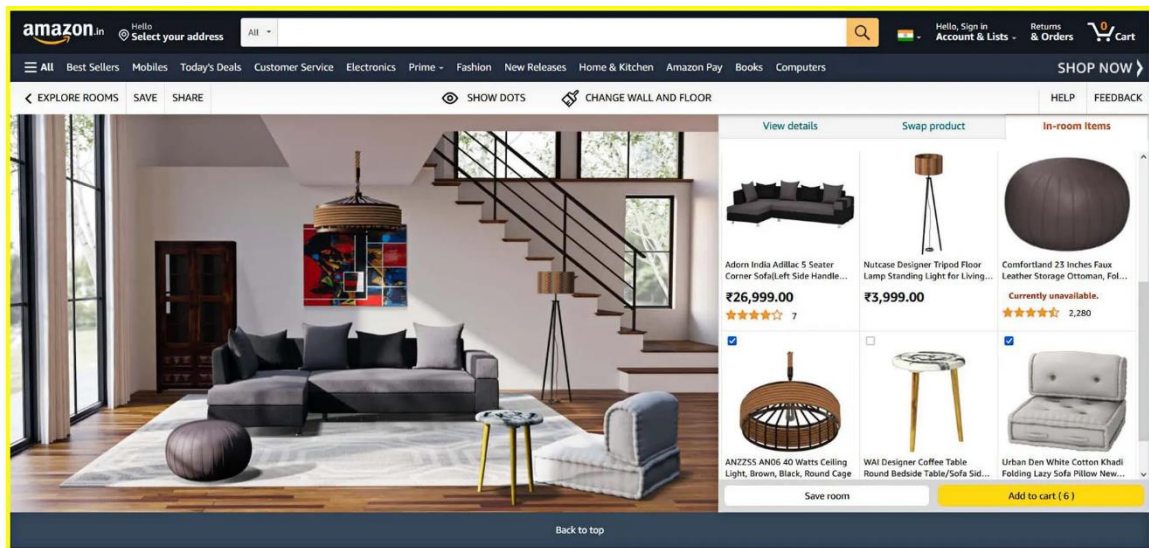 amazon.in
Hello
Select your address
All
Hello, Sign in
Account & Lists
Returns
& Orders
0
Cart
All Best Sellers Mobiles Today's Deals Customer Service Electronics Prime Fashion New Releases Home & Kitchen Amazon Pay Books Computers
SHOP NOW
EXPLORE ROOMS SAVE SHARE
SHOW DOTS
CHANGE WALL AND FLOOR
HELP FEEDBACK
View details
Swap product
In-room Items
Adorn India Adillac 5 Seater
Corner Sofa(Left Side Handle...
₹26,999.00
7
Nutcase Designer Tripod Floor
Lamp Standing Light for Living...
₹3,999.00
Comfortland 23 Inches Faux
Leather Storage Ottoman, Fol...
Currently unavailable.
2,280
ANZZSS AN06 40 Watts Ceiling
Light, Brown, Black, Round Cage
WAI Designer Coffee Table
Round Bedside Table/Sofa Sid...
Urban Den White Cotton Khadi
Folding Lazy Sofa Pillow New...
Save room
Add to cart ( 6 )
Back to top